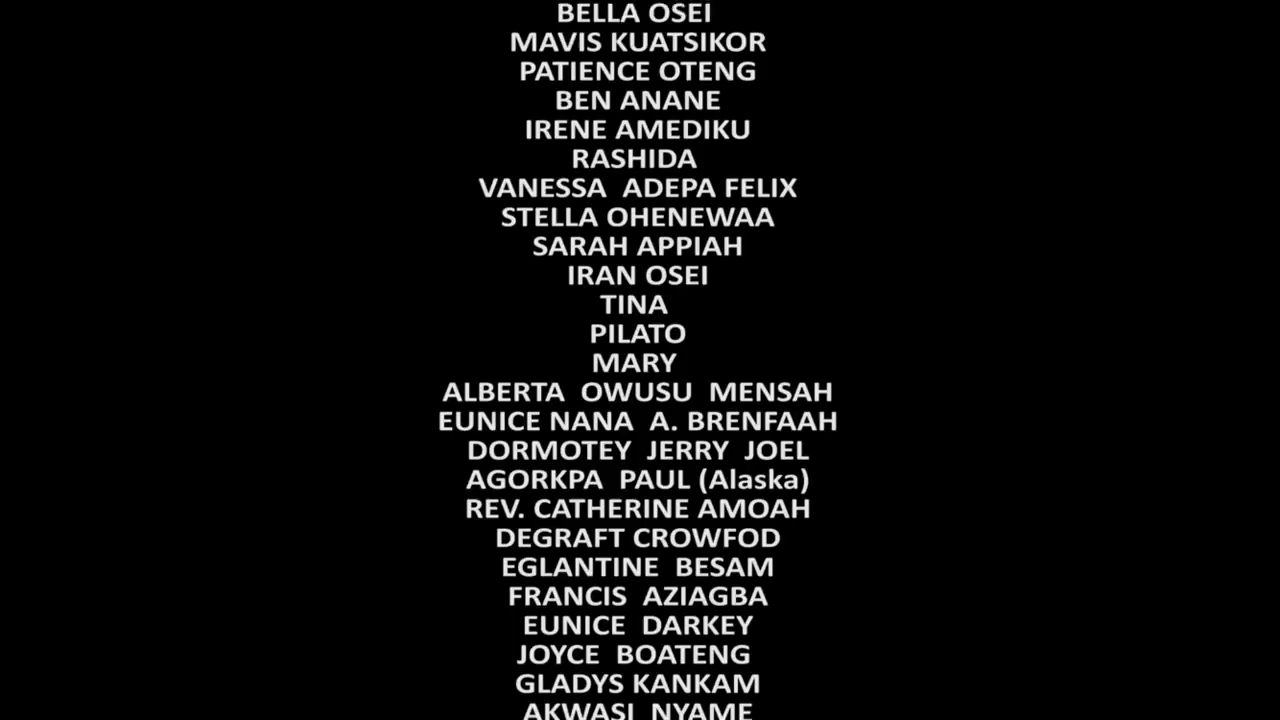 BELLA OSEI
MAVIS KUATSIKOR
PATIENCE OTENG
BEN ANANE
IRENE AMEDIKU
RASHIDA
VANESSA  ADEPA FELIX
STELLA OHENEWAA
SARAH APPIAH
IRAN OSEI
TINA
PILATO
MARY
ALBERTA  OWUSU  MENSAH
EUNICE NANA  A. BRENFAAH
DORMOTEY  JERRY  JOEL
AGORKPA  PAUL (Alaska)
REV. CATHERINE AMOAH
DEGRAFT CROWFOD
EGLANTINE  BESAM
FRANCIS  AZIAGBA
EUNICE  DARKEY
JOYCE  BOATENG
GLADYS KANKAM
AKWASI  NYAME